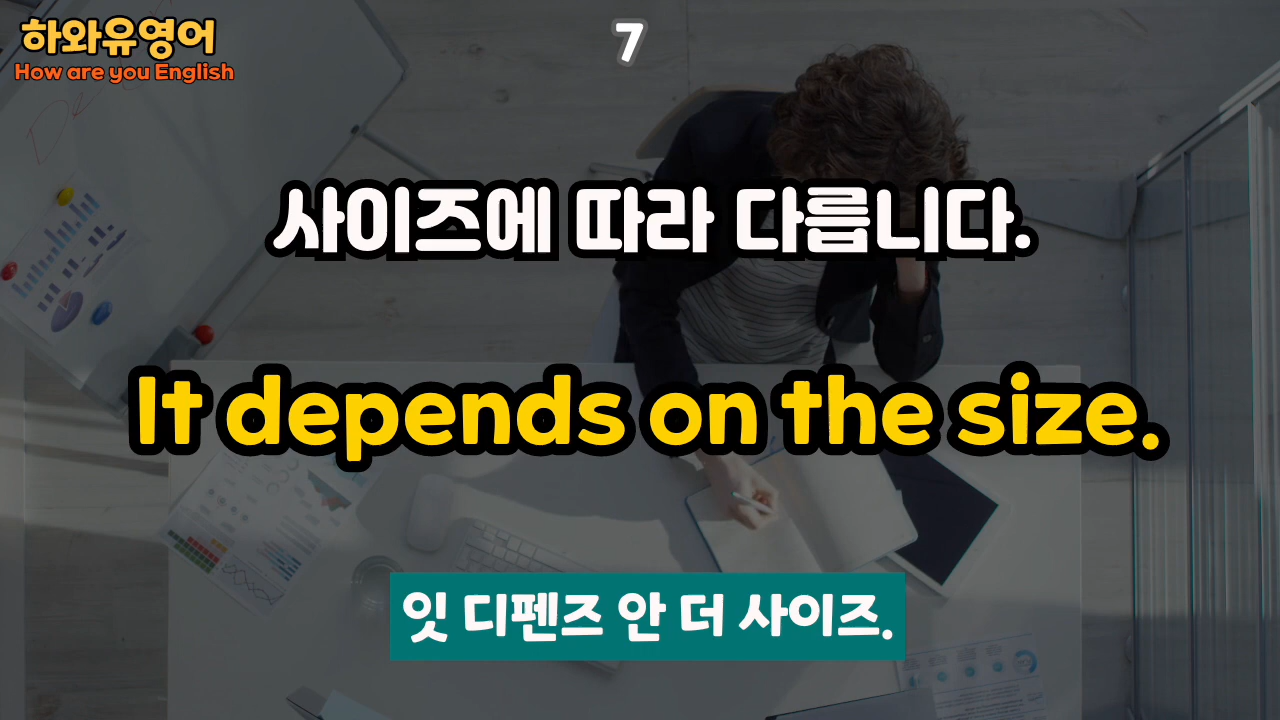 하와유영어
How are you English
7
사이즈에 따라 다릅니다.
It depends on the size.
잇 디펜즈 안 더 사이즈.